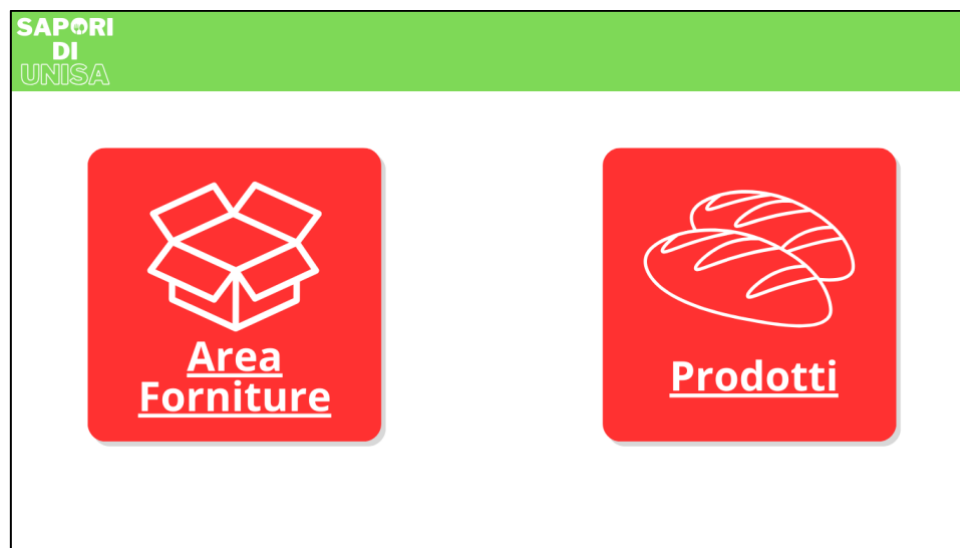 SAPORI
DI
UNISA
Area
Forniture
Prodotti